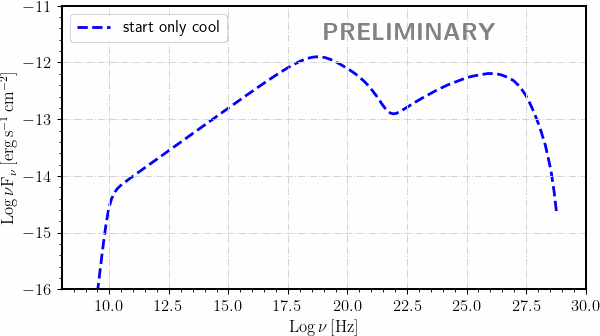 start only cool
PRELIMINARY
−11
−12
−13
−14
−15
−16
Log νFν [erg s⁻¹ cm⁻²]
10.0 12.5 15.0 17.5 20.0 22.5 25.0 27.5 30.0
Log ν [Hz]